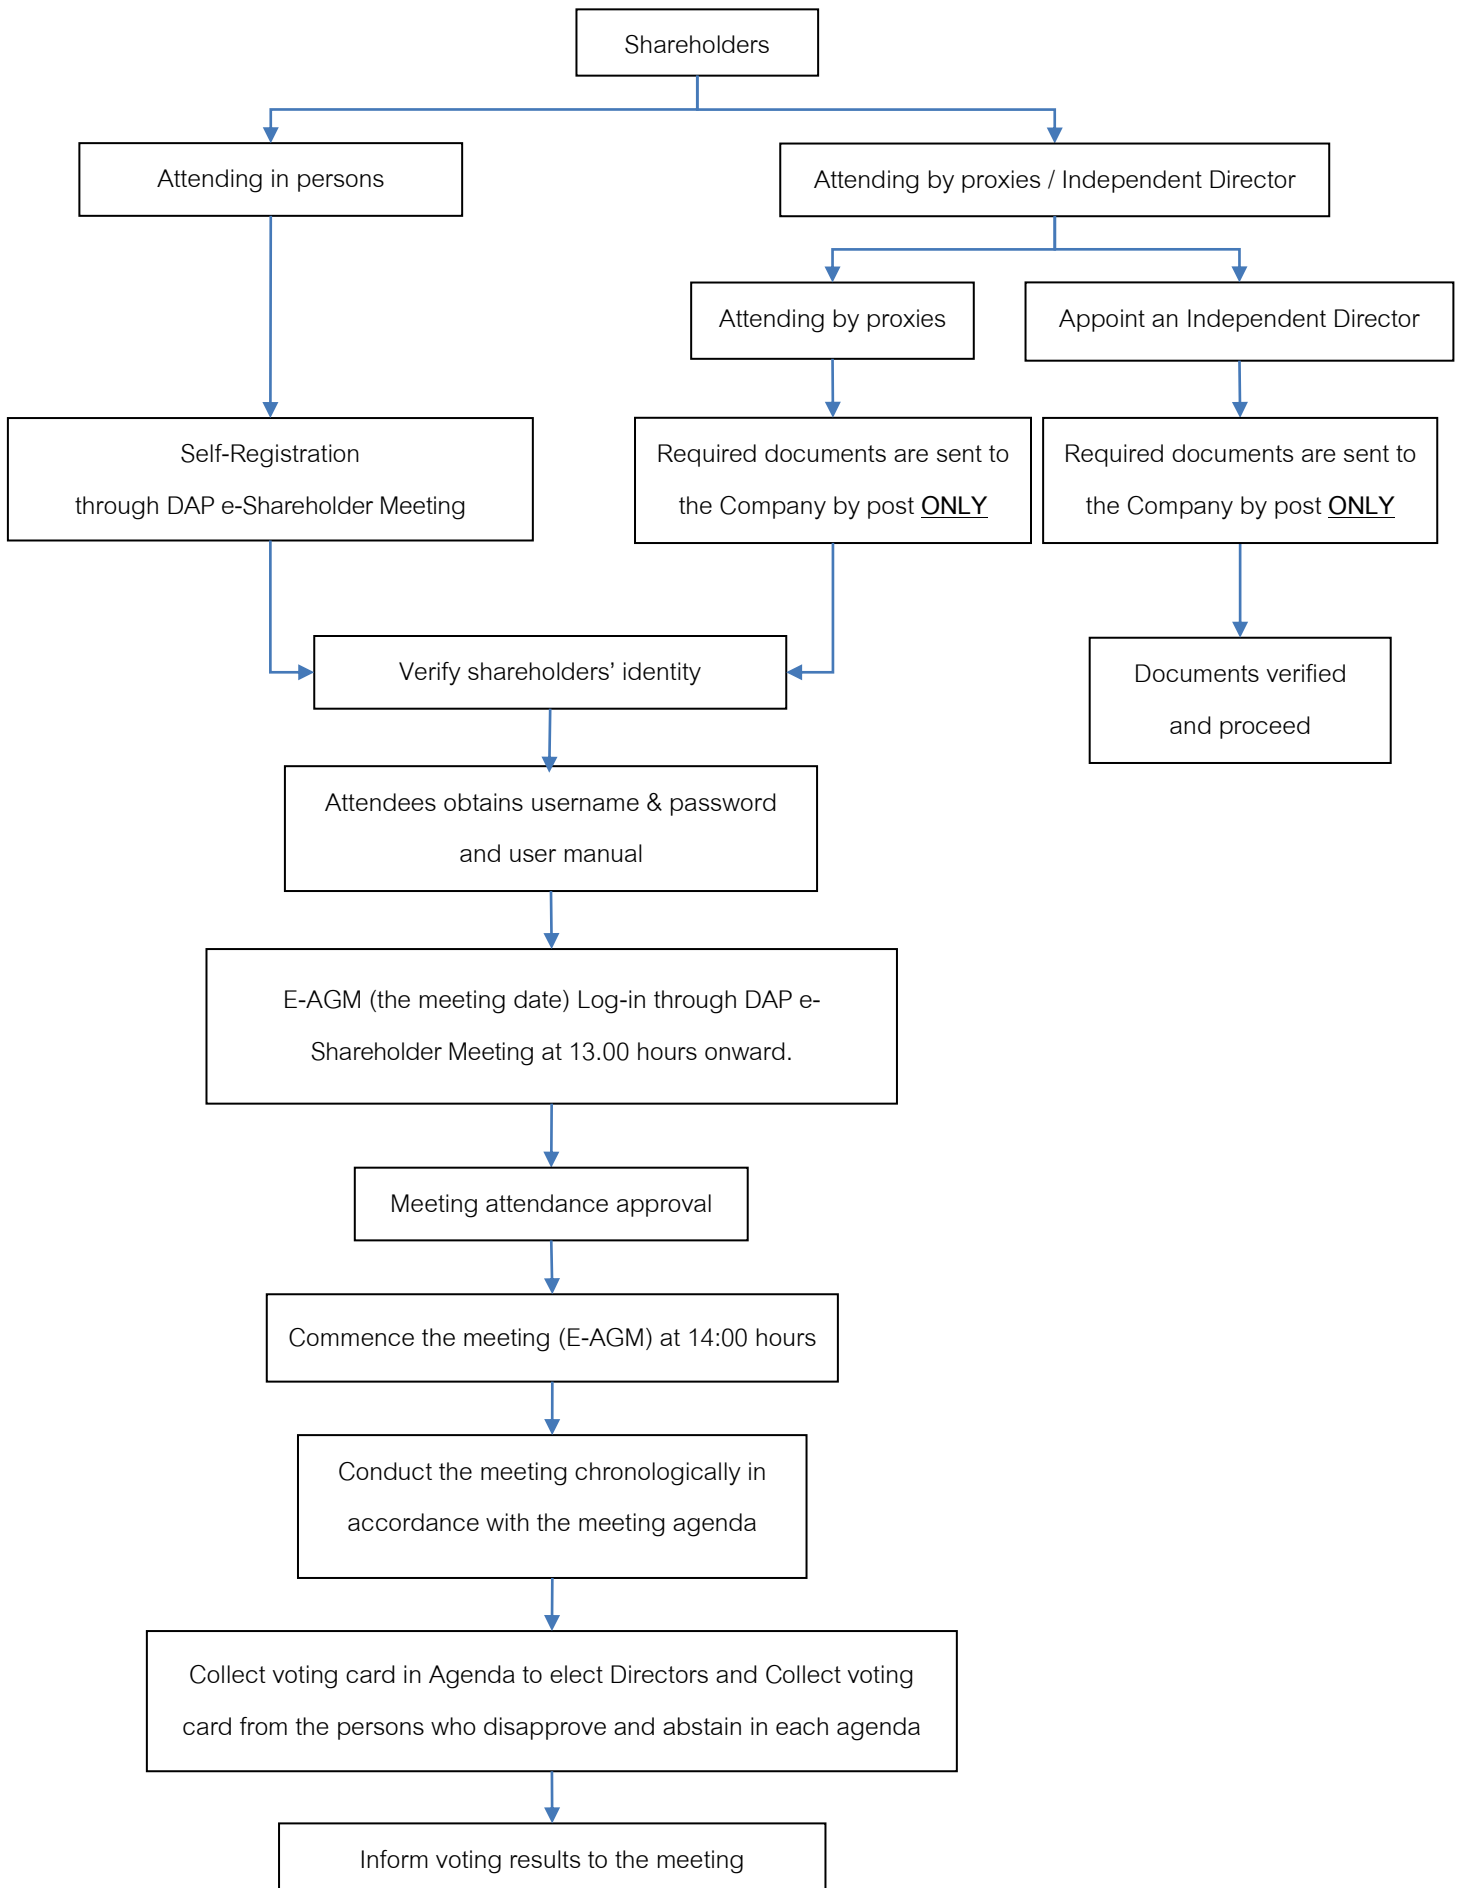 Shareholders
Attending in persons
Attending by proxies / Independent Director
Attending by proxies
Appoint an Independent Director
Self-Registration
through DAP e-Shareholder Meeting
Required documents are sent to
the Company by post ONLY
Required documents are sent to
the Company by post ONLY
Verify shareholders’ identity
Documents verified
and proceed
Attendees obtains username & password
and user manual
E-AGM (the meeting date) Log-in through DAP e-
Shareholder Meeting at 13.00 hours onward.
Meeting attendance approval
Commence the meeting (E-AGM) at 14:00 hours
Conduct the meeting chronologically in
accordance with the meeting agenda
Collect voting card in Agenda to elect Directors and Collect voting
card from the persons who disapprove and abstain in each agenda
Inform voting results to the meeting